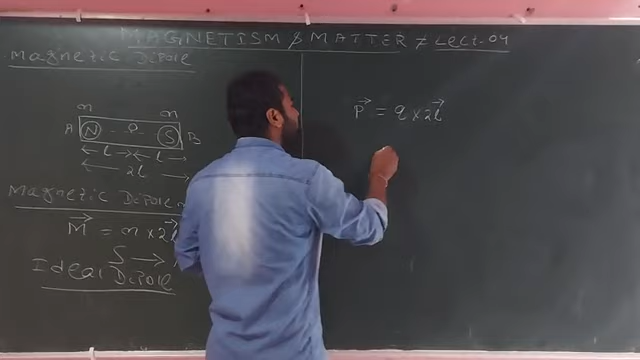 MAGNETISM & MATTER ≠ Lect-04
Magnetic Dipole
m m
A N O S B
l l
2l
Magnetic Dipole
M⃗ = m × 2l⃗
S → N
Ideal Dipole
P⃗ = q × 2l⃗